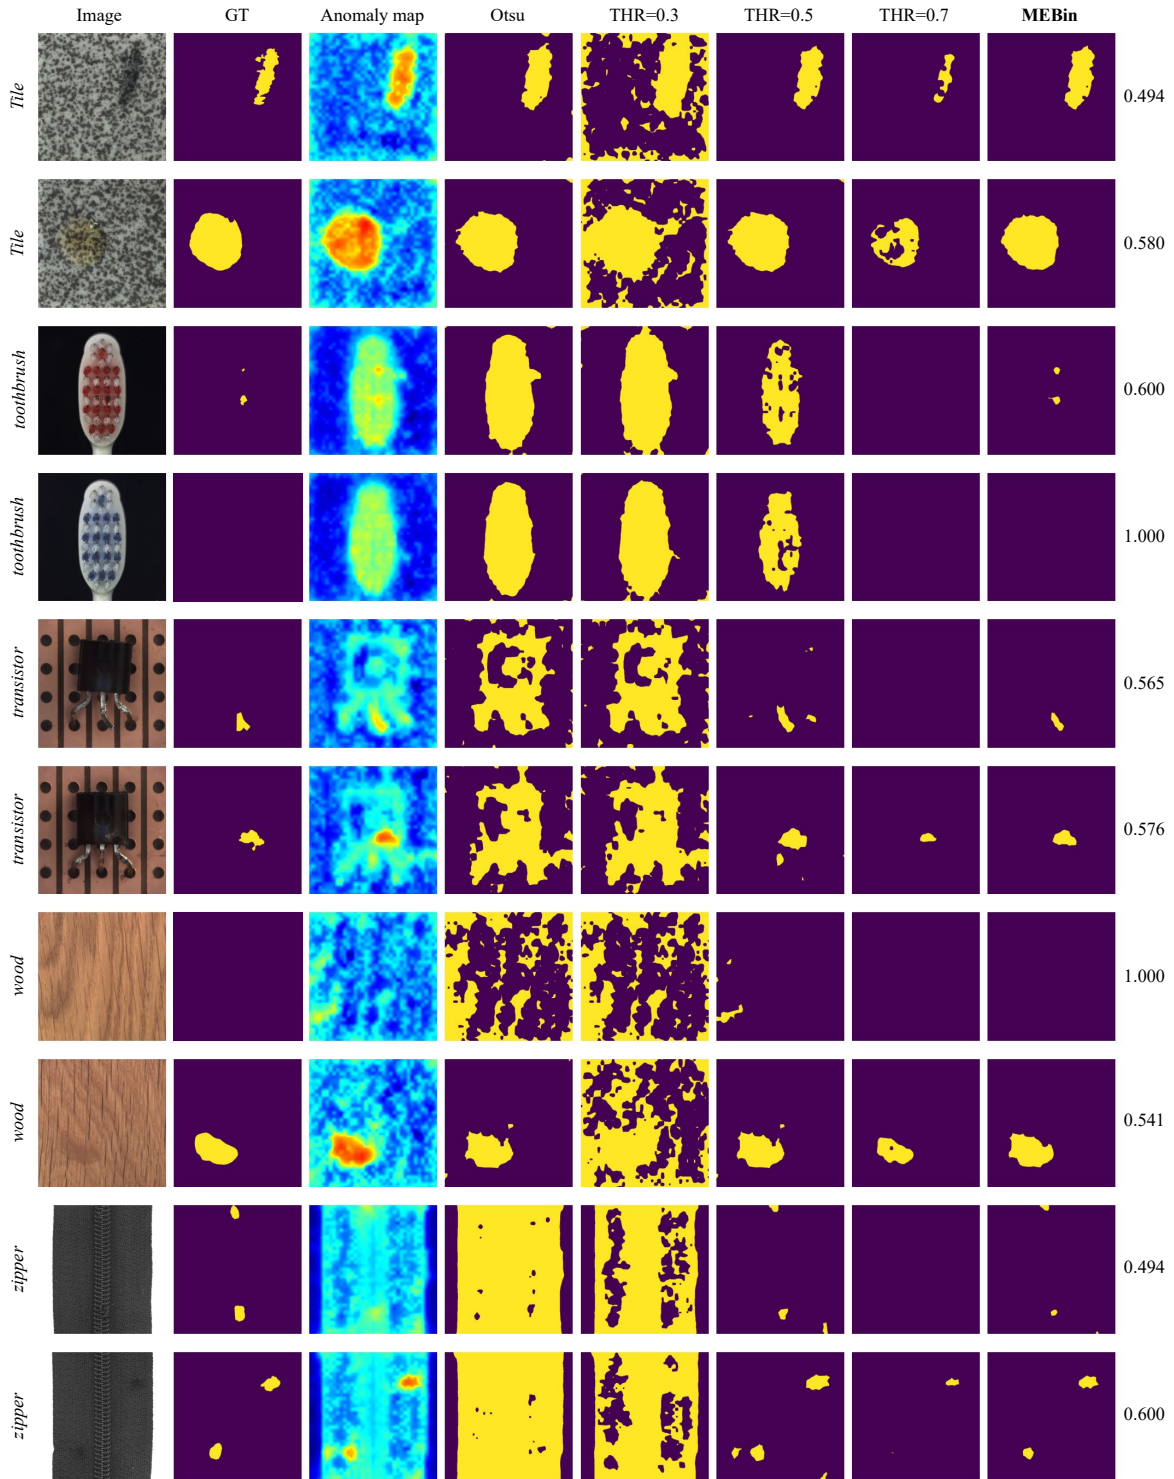 Image GT Anomaly map Otsu THR=0.3 THR=0.5 THR=0.7 MEBin
Tile 0.494
Tile 0.580
toothbrush 0.600
toothbrush 1.000
transistor 0.565
transistor 0.576
wood 1.000
wood 0.541
zipper 0.494
zipper 0.600